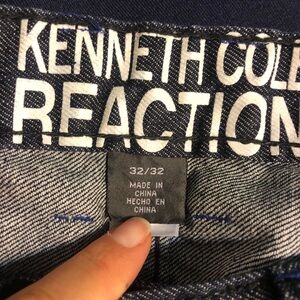 KENNETH COLE
REACTION
32/32
MADE IN
CHINA
HECHO EN
CHINA